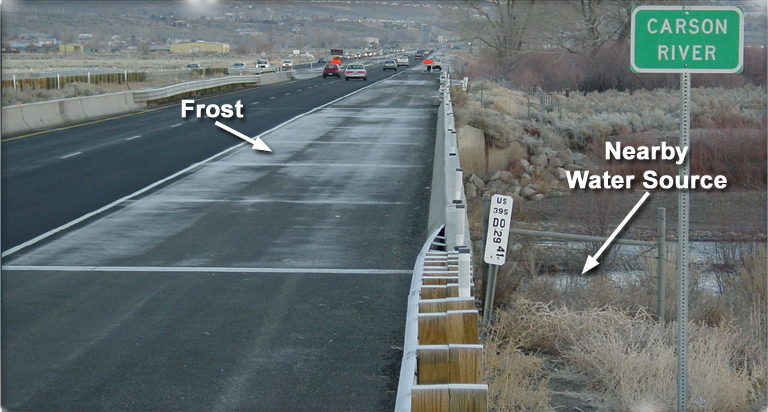 CARSON
RIVER
Frost
Nearby
Water Source
US
395
DO
29.41